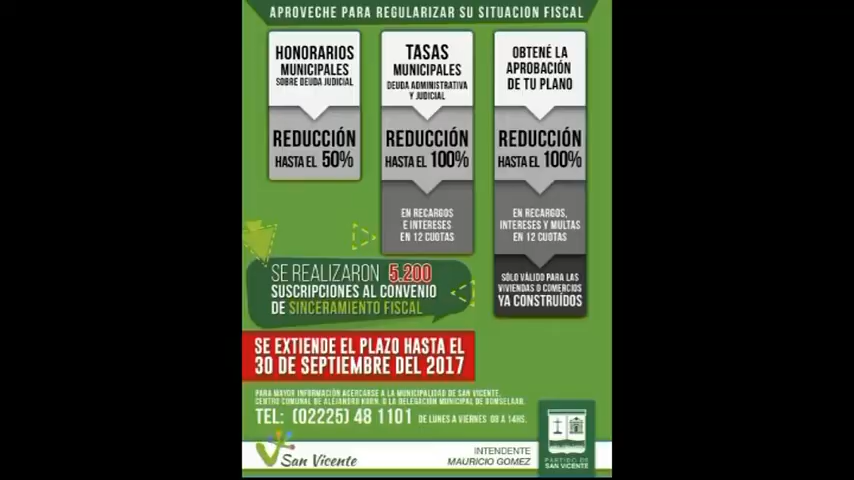 APROVECHE PARA REGULARIZAR SU SITUACION FISCAL
HONORARIOS
MUNICIPALES
SOBRE DEUDA JUDICIAL
REDUCCIÓN
HASTA EL 50%
TASAS
MUNICIPALES
DEUDA ADMINISTRATIVA
Y JUDICIAL
REDUCCIÓN
HASTA EL 100%
EN RECARGOS
E INTERESES
EN 12 CUOTAS
OBTENÉ LA
APROBACIÓN
DE TU PLANO
REDUCCIÓN
HASTA EL 100%
EN RECARGOS,
INTERESES Y MULTAS
EN 12 CUOTAS
SÓLO VÁLIDO PARA LAS
VIVIENDAS O COMERCIOS
YA CONSTRUÍDOS
SE REALIZARON 5.200
SUSCRIPCIONES AL CONVENIO
DE SINCERAMIENTO FISCAL
SE EXTIENDE EL PLAZO HASTA EL
30 DE SEPTIEMBRE DEL 2017
PARA MAYOR INFORMACIÓN ACERCARSE A LA MUNICIPALIDAD DE SAN VICENTE,
CENTRO COMUNAL DE ALEJANDRO KORN, O LA DELEGACIÓN MUNICIPAL DE DOMSELAAR.
TEL: (02225) 48 1101 DE LUNES A VIERNES 08 A 14HS.
San Vicente
INTENDENTE
MAURICIO GOMEZ
PARTIDO DE
SAN VICENTE